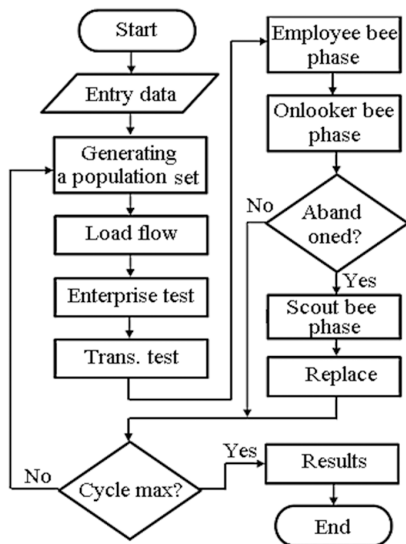 Start
Entry data
Generating
a population set
Load flow
Enterprise test
Trans. test
Employee bee
phase
Onlooker bee
phase
No
Aband
oned?
Yes
Scout bee
phase
Replace
No
Cycle max?
Yes
Results
End